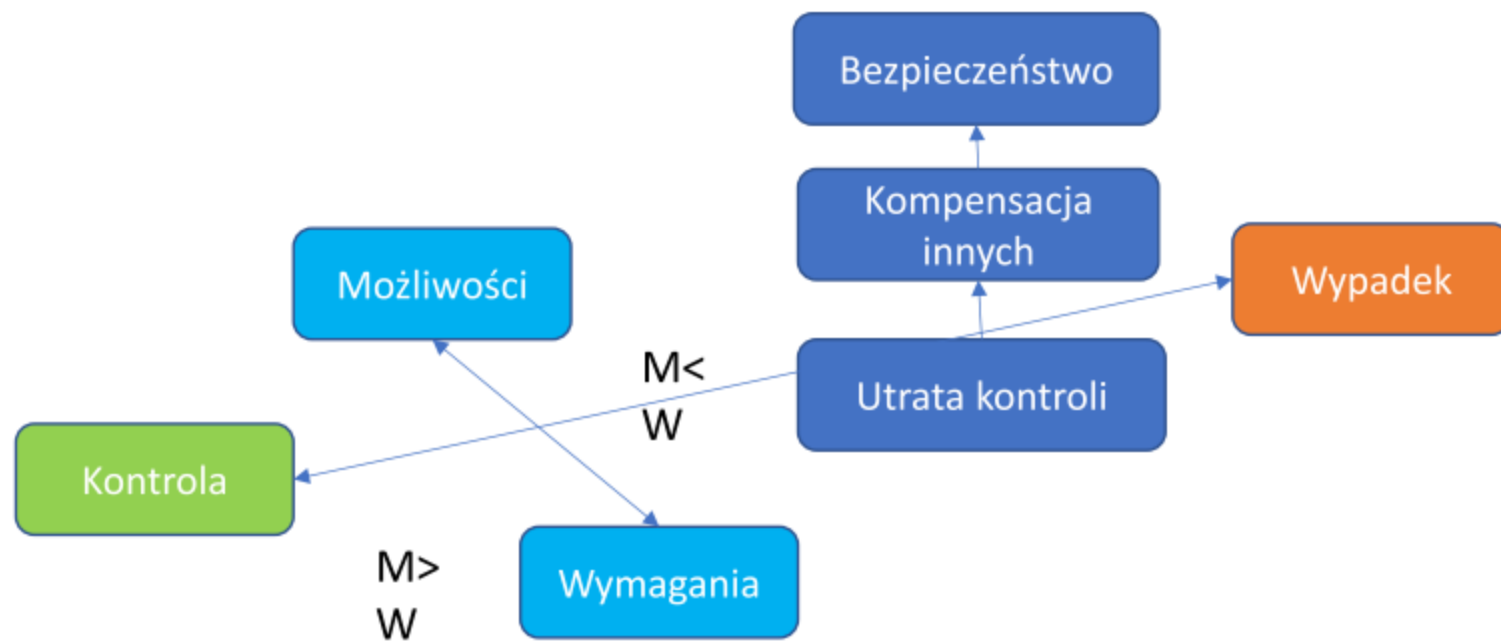 Bezpieczeństwo
Kompensacja
innych
Możliwości
Wypadek
M<
W
Utrata kontroli
Kontrola
M>
W
Wymagania